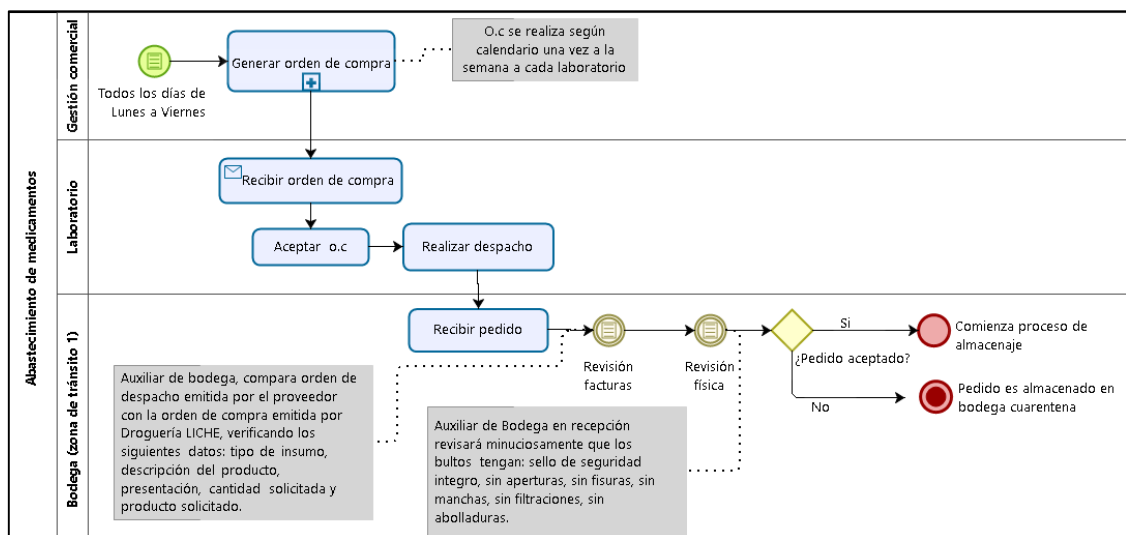 Abastecimiento de medicamentos
Gestión comercial
Todos los días de
Lunes a Viernes
Generar orden de compra
O.c se realiza según
calendario una vez a la
semana a cada laboratorio
Laboratorio
Recibir orden de compra
Aceptar o.c
Realizar despacho
Bodega (zona de tránsito 1)
Recibir pedido
Revisión
facturas
Revisión
física
¿Pedido aceptado?
Si
Comienza proceso de
almacenaje
No
Pedido es almacenado en
bodega cuarentena
Auxiliar de bodega, compara orden de
despacho emitida por el proveedor
con la orden de compra emitida por
Droguería LICHE, verificando los
siguientes datos: tipo de insumo,
descripción del producto,
presentación, cantidad solicitada y
producto solicitado.
Auxiliar de Bodega en recepción
revisará minuciosamente que los
bultos tengan: sello de seguridad
integro, sin aperturas, sin fisuras, sin
manchas, sin filtraciones, sin
abolladuras.